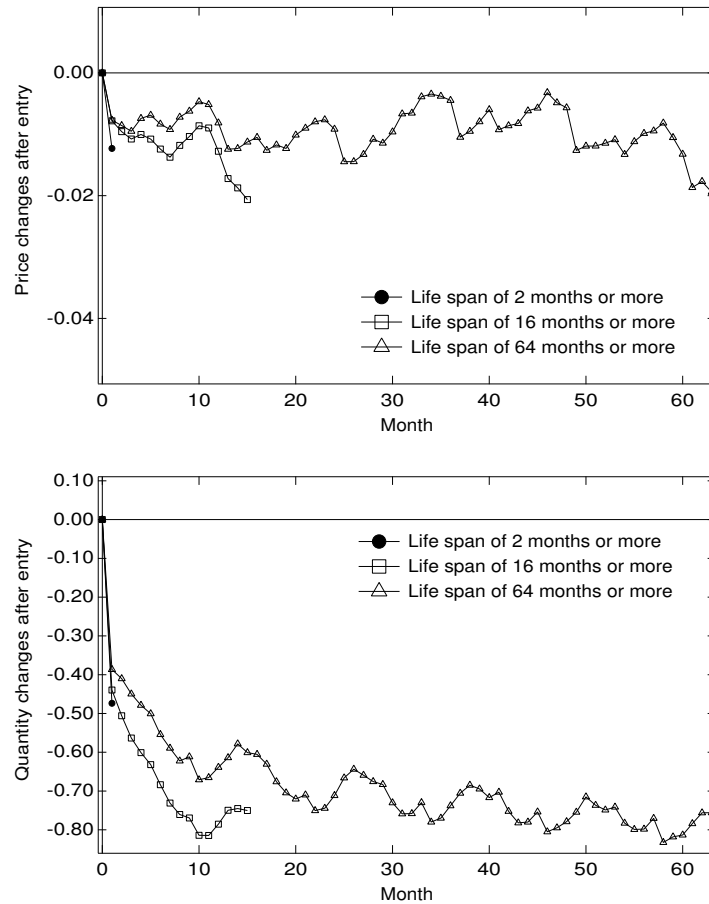 Price changes after entry
0.00
-0.02
-0.04
Life span of 2 months or more
Life span of 16 months or more
Life span of 64 months or more
0 10 20 30 40 50 60
Month
Quantity changes after entry
0.10
0.00
-0.10
-0.20
-0.30
-0.40
-0.50
-0.60
-0.70
-0.80
Life span of 2 months or more
Life span of 16 months or more
Life span of 64 months or more
0 10 20 30 40 50 60
Month